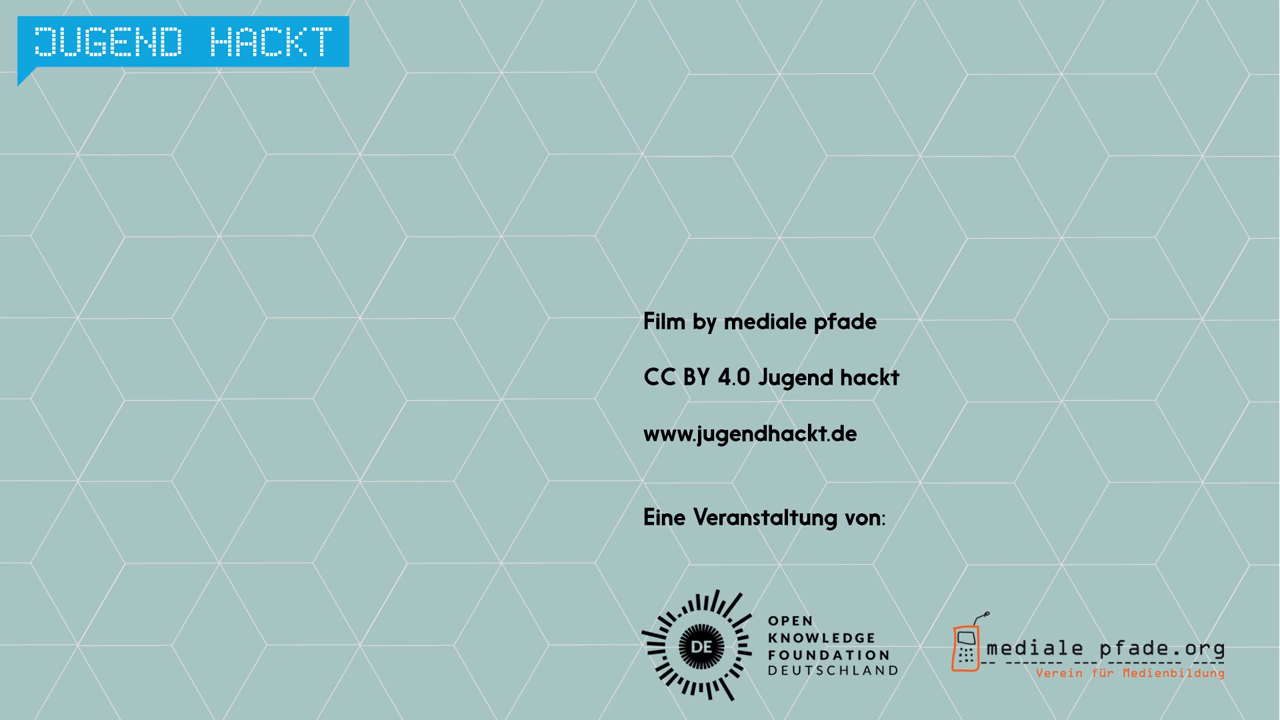 JUGEND HACKT
Film by mediale pfade
CC BY 4.0 Jugend hackt
www.jugendhackt.de
Eine Veranstaltung von:
DE
OPEN
KNOWLEDGE
FOUNDATION
DEUTSCHLAND
mediale pfade.org
Verein für Medienbildung